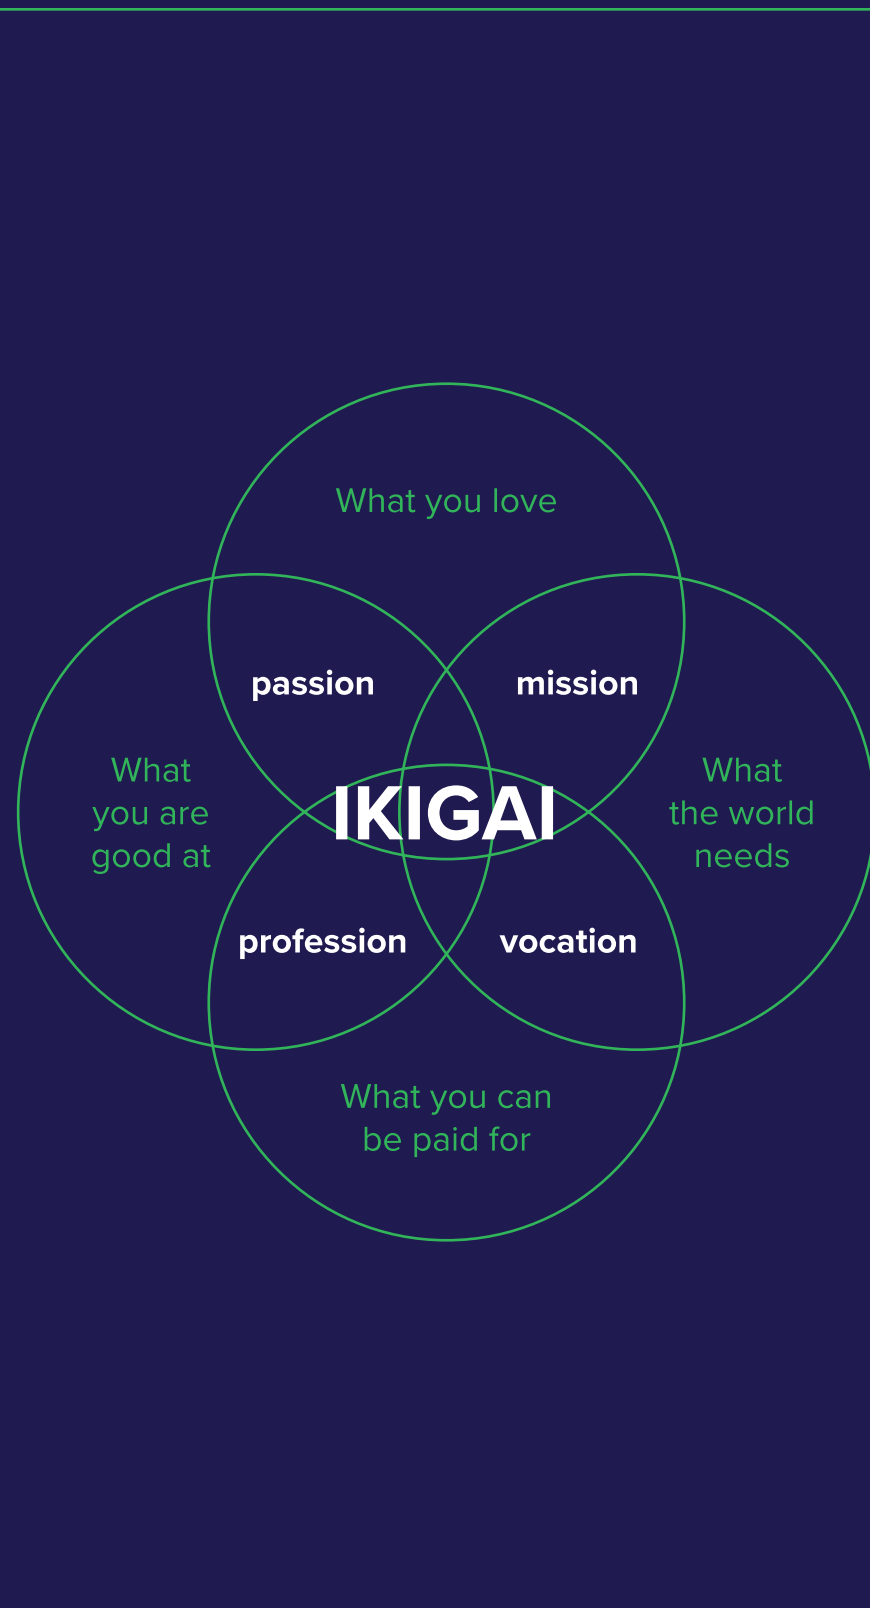 What you love
passion
mission
What
you are
good at
IKIGAI
What
the world
needs
profession
vocation
What you can
be paid for